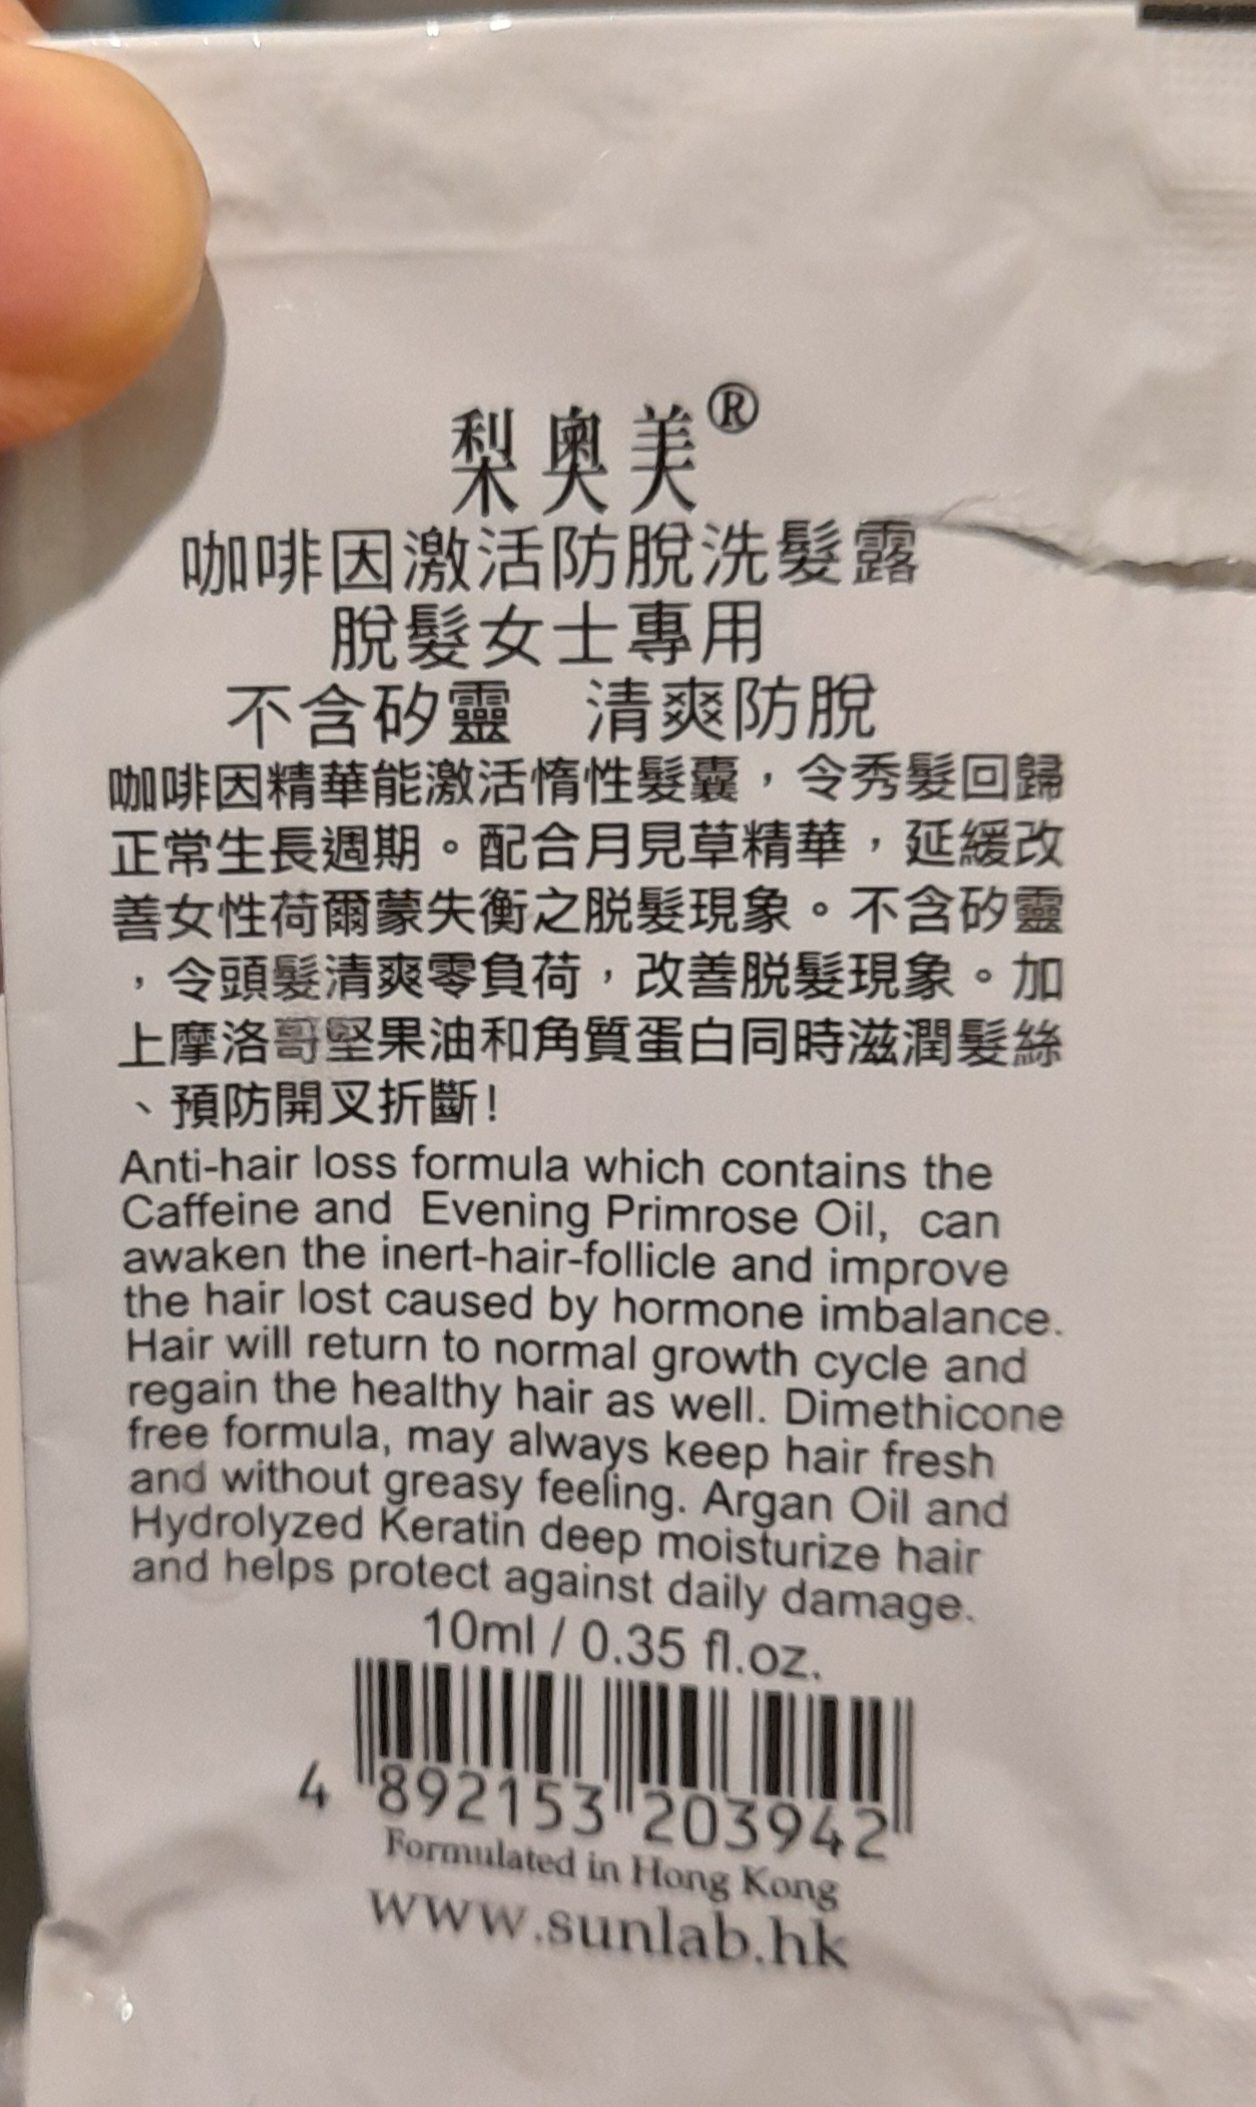 梨奧美®
咖啡因激活防脫洗髮露
脫髮女士專用
不含矽靈 清爽防脫
咖啡因精華能激活惰性髮囊，令秀髮回歸
正常生長週期。配合月見草精華，延緩改
善女性荷爾蒙失衡之脫髮現象。不含矽靈
，令頭髮清爽零負荷，改善脫髮現象。加
上摩洛哥堅果油和角質蛋白同時滋潤髮絲
、預防開叉折斷!
Anti-hair loss formula which contains the
Caffeine and Evening Primrose Oil, can
awaken the inert-hair-follicle and improve
the hair lost caused by hormone imbalance.
Hair will return to normal growth cycle and
regain the healthy hair as well. Dimethicone
free formula, may always keep hair fresh
and without greasy feeling. Argan Oil and
Hydrolyzed Keratin deep moisturize hair
and helps protect against daily damage.
10ml / 0.35 fl.oz.
4 892153 203942
Formulated in Hong Kong
www.sunlab.hk